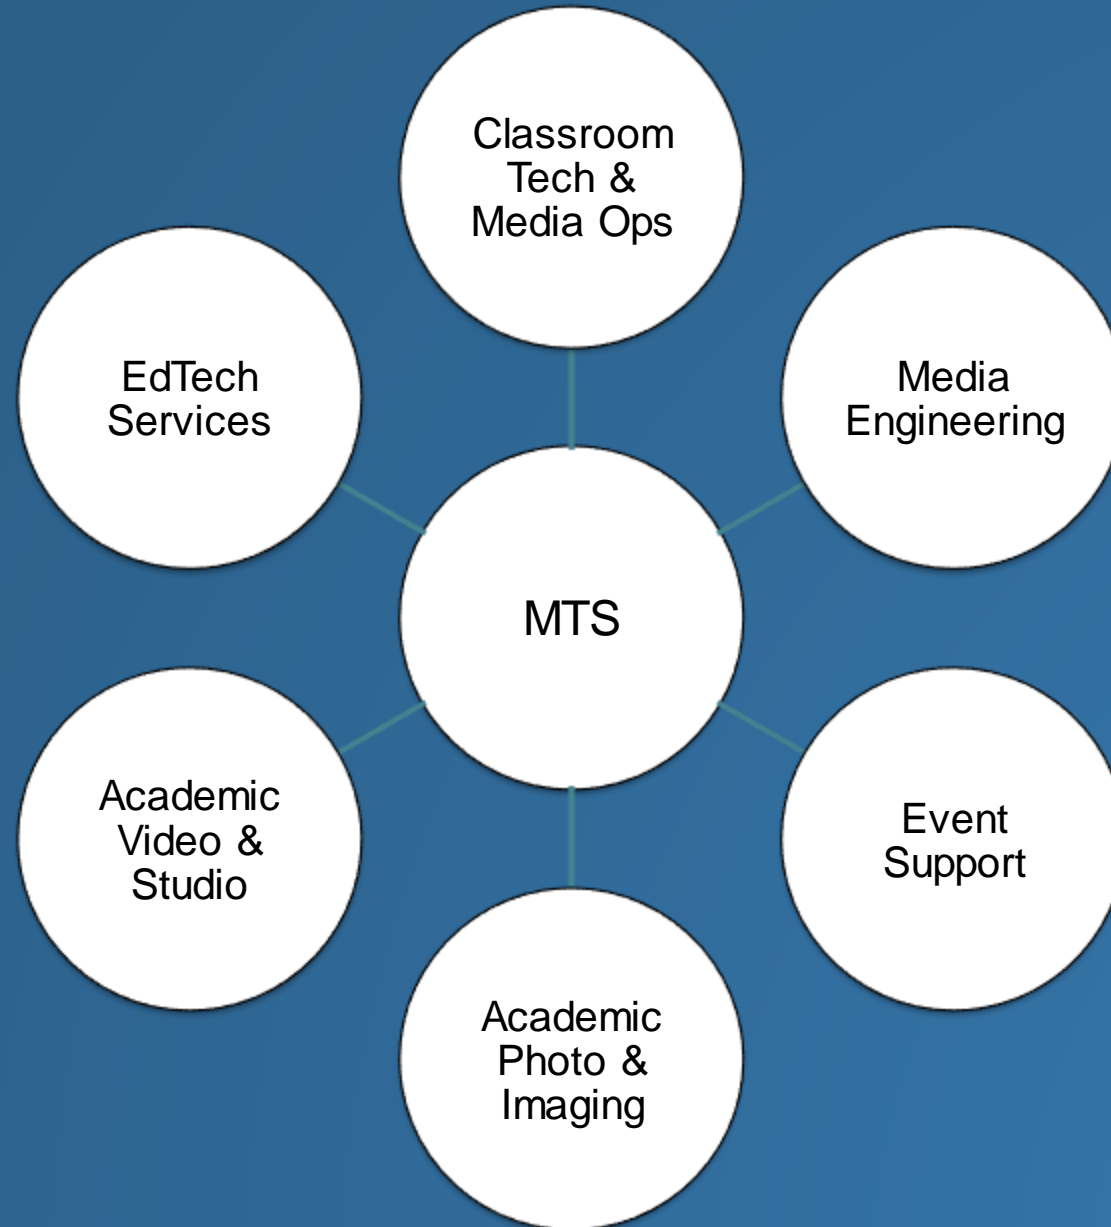 Classroom
Tech &
Media Ops
EdTech
Services
Media
Engineering
MTS
Academic
Video &
Studio
Event
Support
Academic
Photo &
Imaging